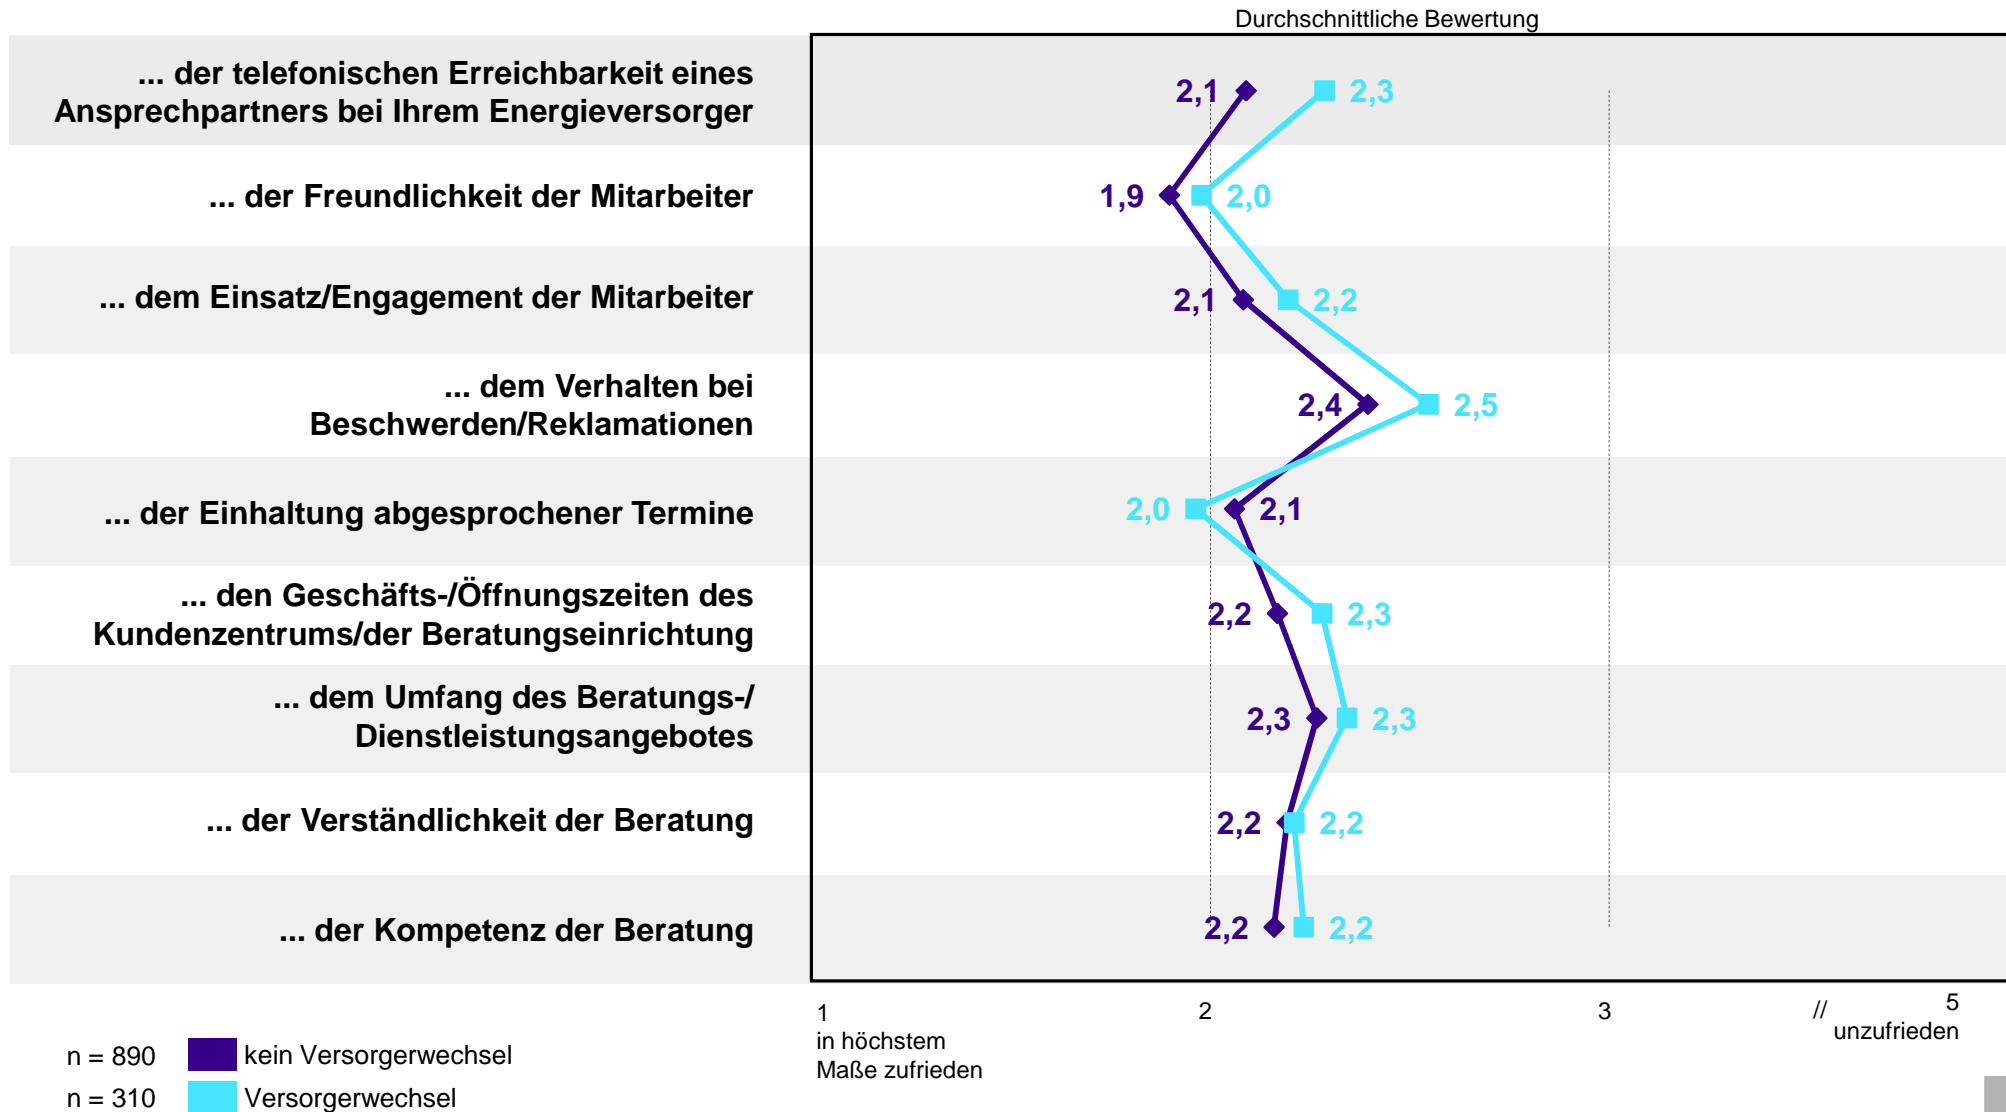 Durchschnittliche Bewertung
... der telefonischen Erreichbarkeit eines
Ansprechpartners bei Ihrem Energieversorger
2,1 2,3
... der Freundlichkeit der Mitarbeiter
1,9 2,0
... dem Einsatz/Engagement der Mitarbeiter
2,1 2,2
... dem Verhalten bei
Beschwerden/Reklamationen
2,4 2,5
... der Einhaltung abgesprochener Termine
2,0 2,1
... den Geschäfts-/Öffnungszeiten des
Kundenzentrums/der Beratungseinrichtung
2,2 2,3
... dem Umfang des Beratungs-/
Dienstleistungsangebotes
2,3 2,3
... der Verständlichkeit der Beratung
2,2 2,2
... der Kompetenz der Beratung
2,2 2,2
1 2 3 // 5
in höchstem
Maße zufrieden
unzufrieden
n = 890 kein Versorgerwechsel
n = 310 Versorgerwechsel